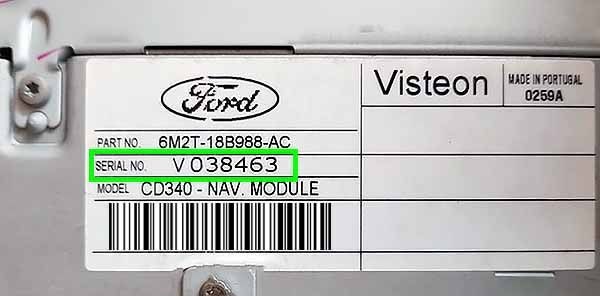 Ford
Visteon
MADE IN PORTUGAL
0259A
PART NO. 6M2T-18B988-AC
SERIAL NO. V038463
MODEL CD340 - NAV. MODULE